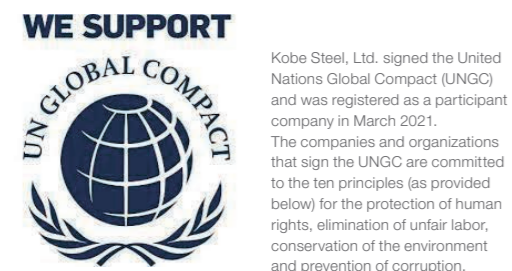 WE SUPPORT
UN GLOBAL COMPACT
Kobe Steel, Ltd. signed the United
Nations Global Compact (UNGC)
and was registered as a participant
company in March 2021.
The companies and organizations
that sign the UNGC are committed
to the ten principles (as provided
below) for the protection of human
rights, elimination of unfair labor,
conservation of the environment
and prevention of corruption.